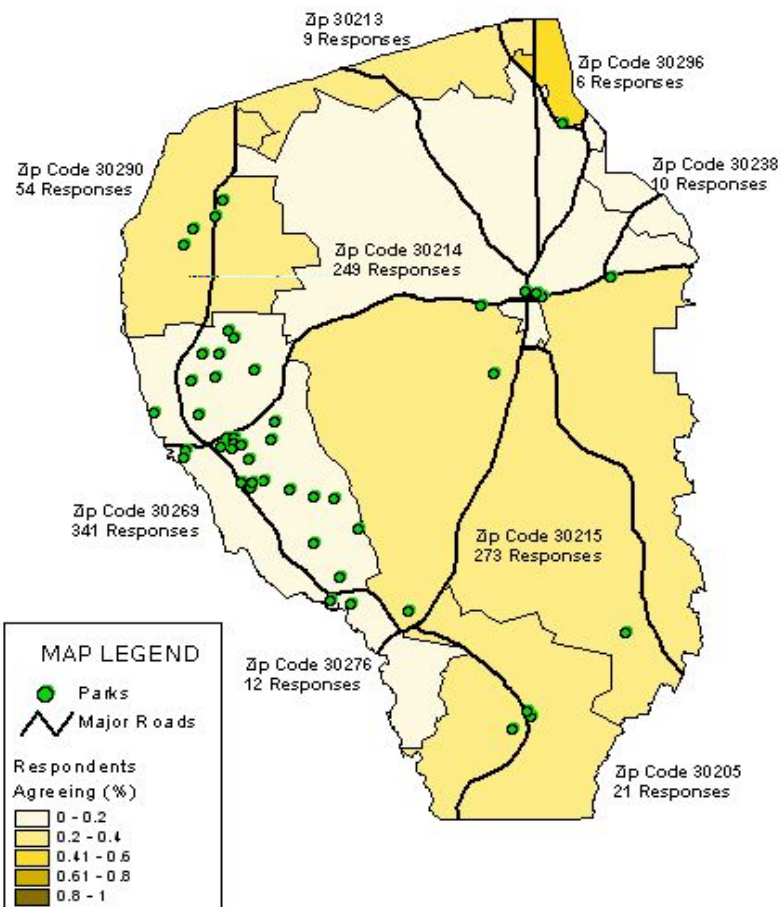 Zip 30213
9 Responses
Zip Code 30296
6 Responses
Zip Code 30290
54 Responses
Zip Code 30238
10 Responses
Zip Code 30214
249 Responses
Zip Code 30269
341 Responses
Zip Code 30215
273 Responses
Zip Code 30276
12 Responses
Zip Code 30205
21 Responses
MAP LEGEND
Parks
Major Roads
Respondents
Agreeing (%)
0 - 0.2
0.2 - 0.4
0.41 - 0.6
0.61 - 0.8
0.8 - 1